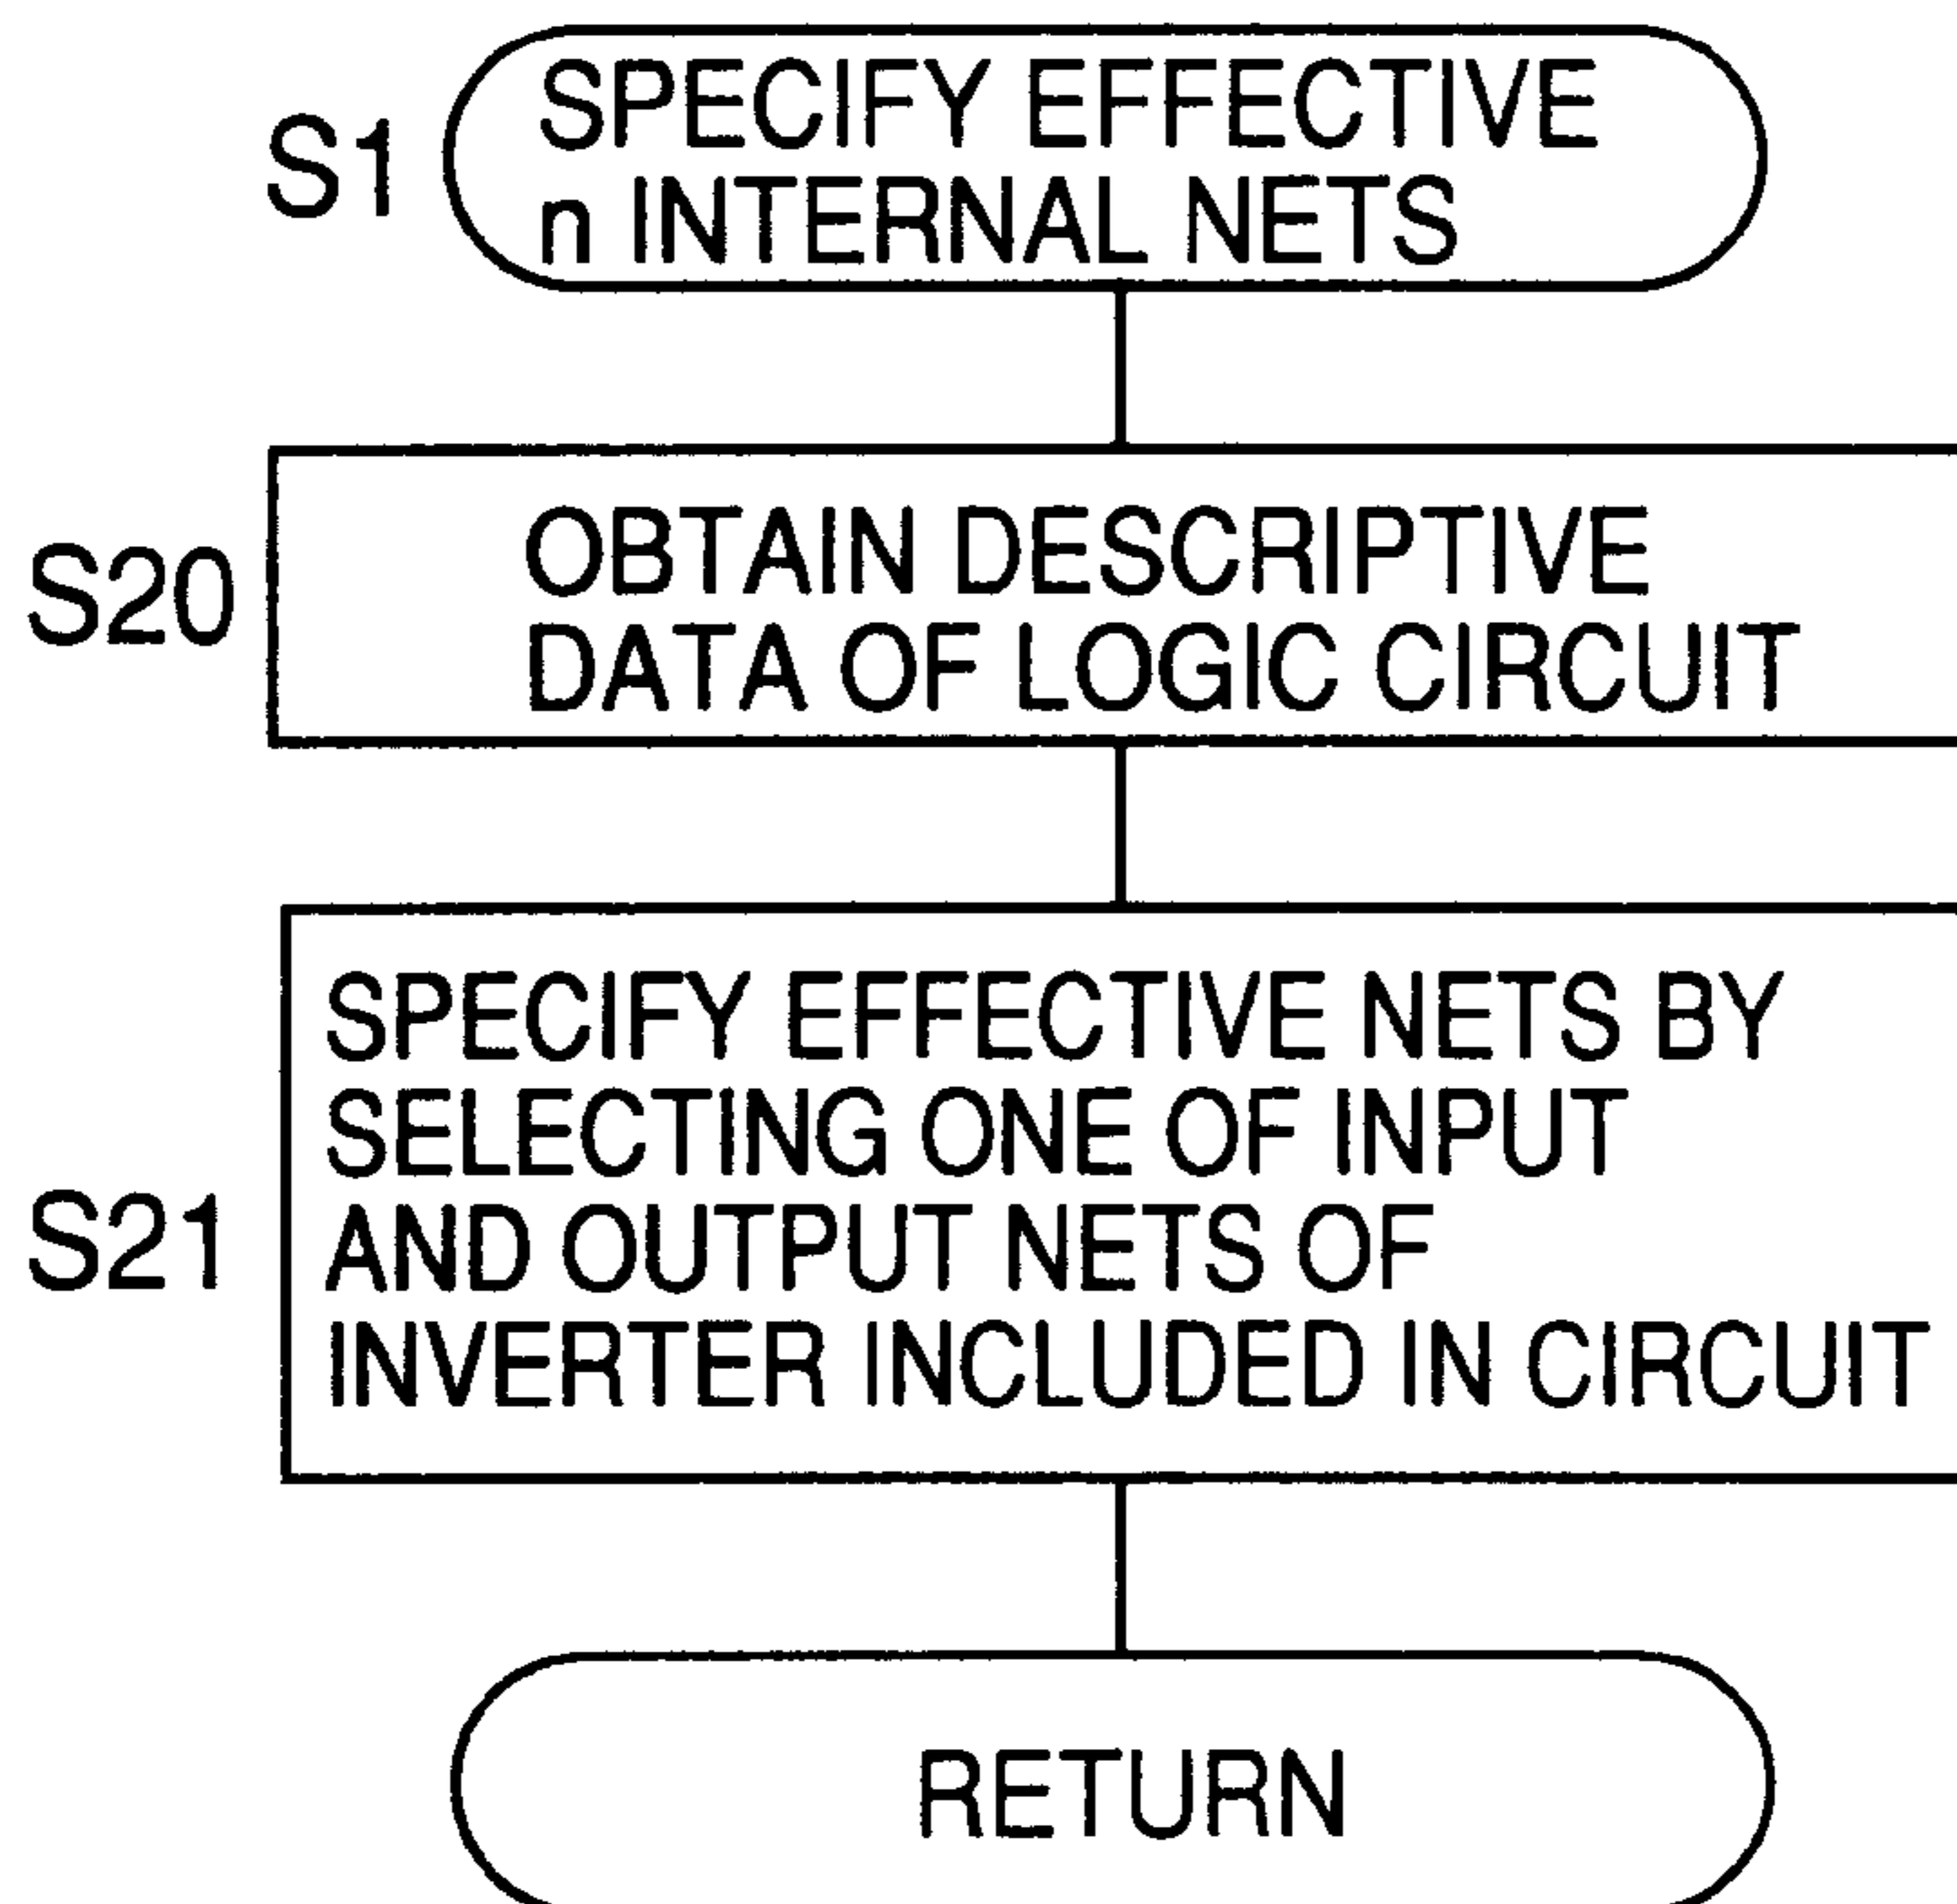 S1
SPECIFY EFFECTIVE
n INTERNAL NETS
S20
OBTAIN DESCRIPTIVE
DATA OF LOGIC CIRCUIT
S21
SPECIFY EFFECTIVE NETS BY
SELECTING ONE OF INPUT
AND OUTPUT NETS OF
INVERTER INCLUDED IN CIRCUIT
RETURN